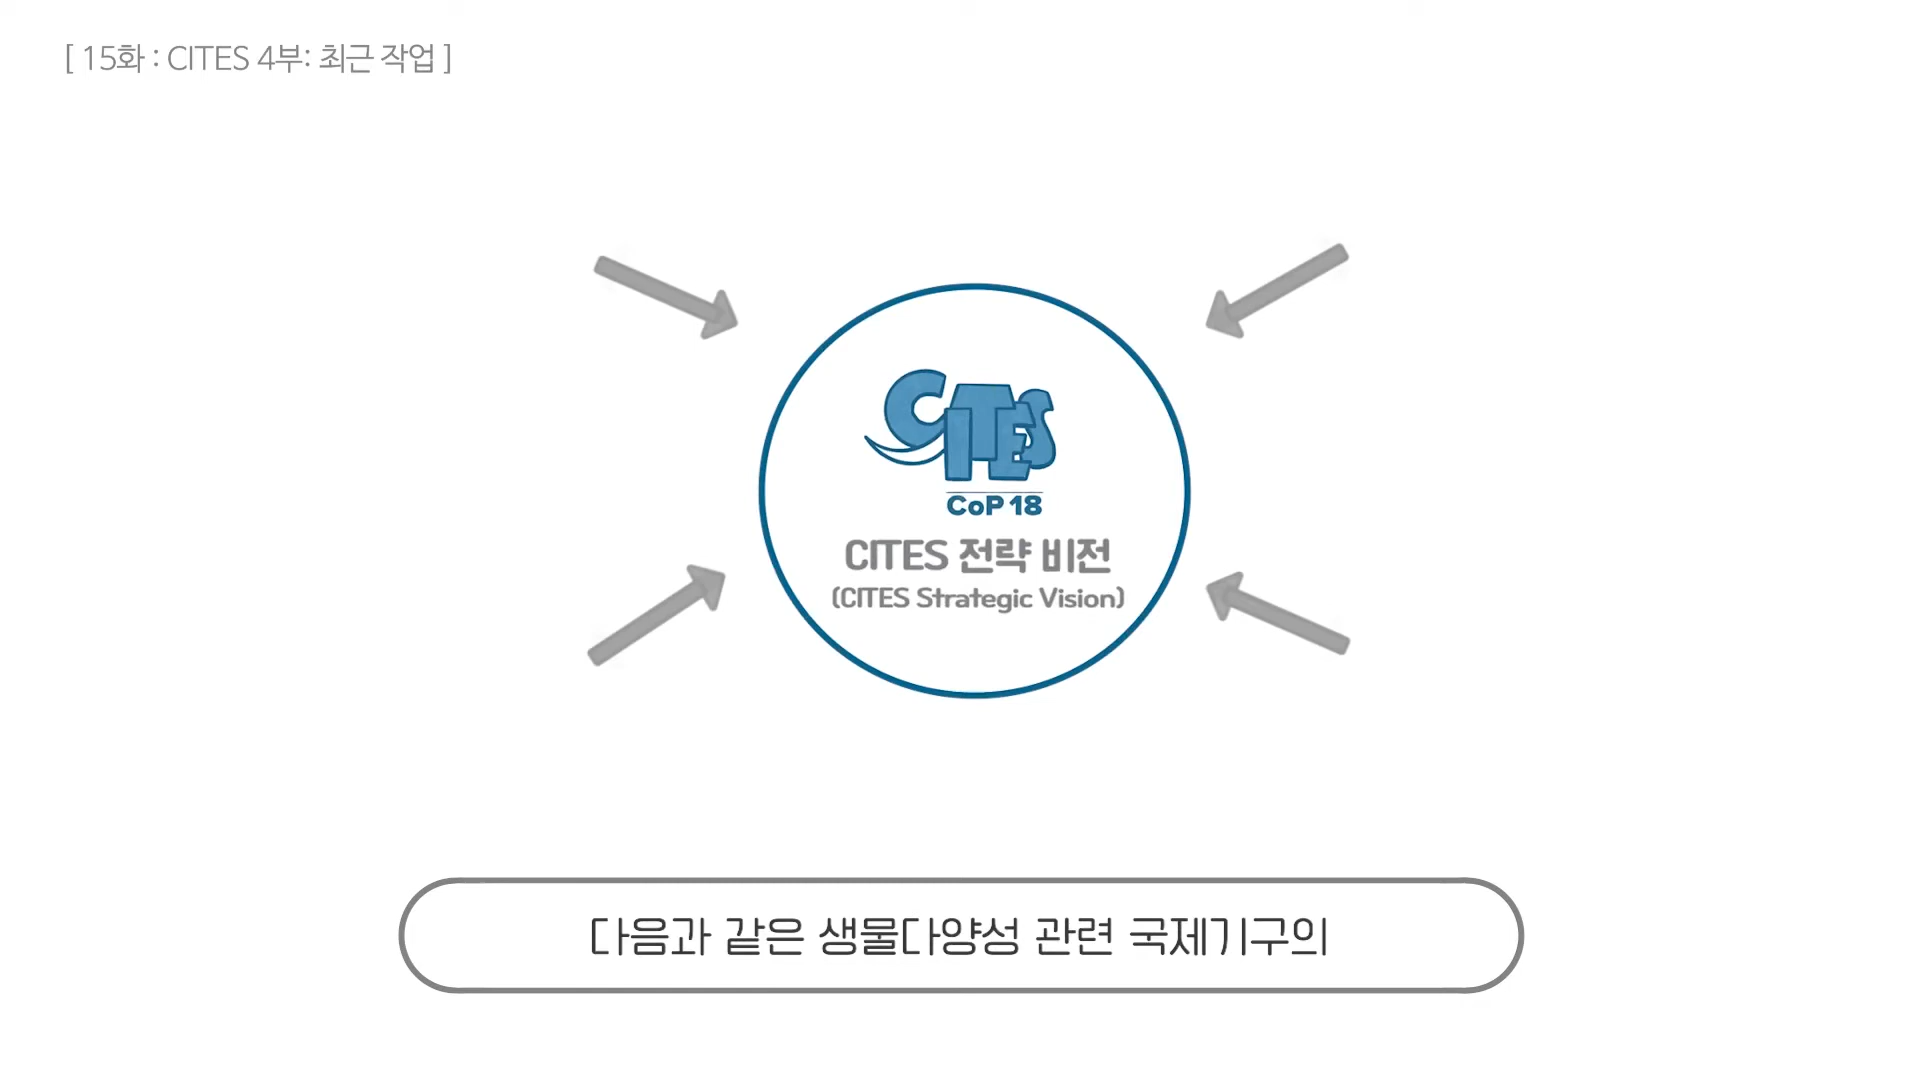 [ 15화 : CITES 4부: 최근 작업 ]
CITES
CoP 18
CITES 전략 비전
(CITES Strategic Vision)
다음과 같은 생물다양성 관련 국제기구의